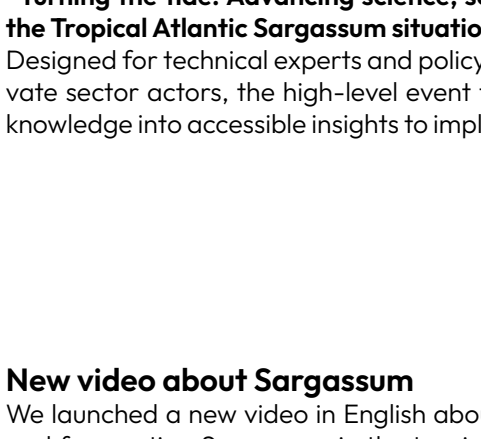 Turning the tide: Advancing science, s
the Tropical Atlantic Sargassum situatio
Designed for technical experts and policy
vate sector actors, the high-level event
knowledge into accessible insights to impl
New video about Sargassum
We launched a new video in English abou